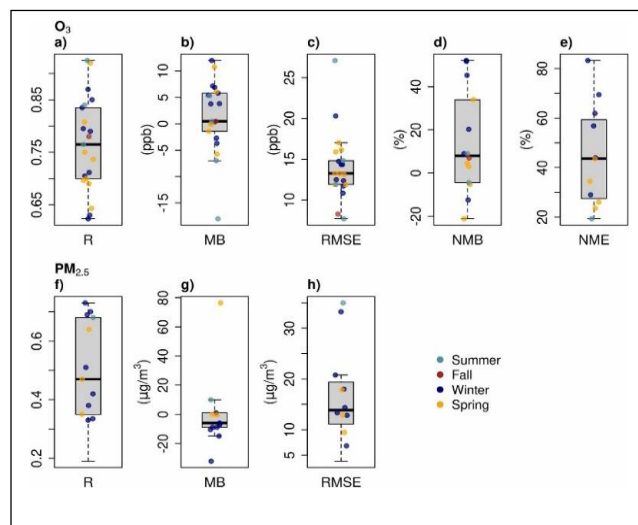 O₃
a) b) c) d) e)
0.65 0.75 0.85
R
(ppb)
-15 -5 0 5 10
MB
(ppb)
10 15 20 25
RMSE
(%)
-20 0 20 40
NMB
(%)
20 40 60 80
NME
PM₂.₅
f) g) h)
0.2 0.4 0.6
R
(µg/m³)
-20 0 20 40 60 80
MB
(µg/m³)
5 10 20 30
RMSE
Summer
Fall
Winter
Spring